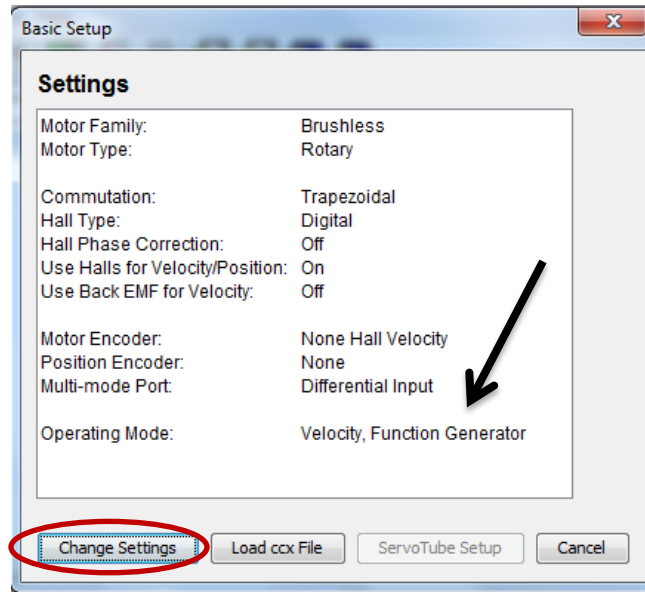 Basic Setup
x
Settings
Motor Family: Brushless
Motor Type: Rotary
Commutation: Trapezoidal
Hall Type: Digital
Hall Phase Correction: Off
Use Halls for Velocity/Position: On
Use Back EMF for Velocity: Off
Motor Encoder: None Hall Velocity
Position Encoder: None
Multi-mode Port: Differential Input
Operating Mode: Velocity, Function Generator
Change Settings Load ccx File ServoTube Setup Cancel